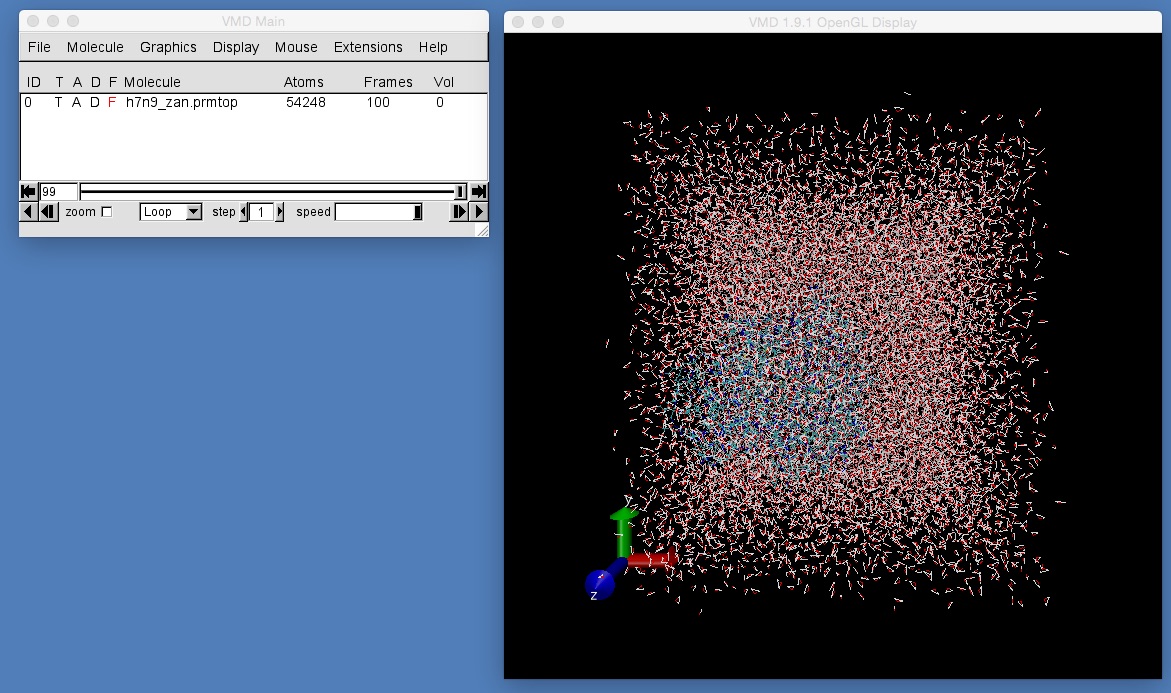 VMD Main
File Molecule Graphics Display Mouse Extensions Help
ID T A D F Molecule Atoms Frames Vol
0 T A D F h7n9_zan.prmtop 54248 100 0
99
zoom Loop step 1 speed
VMD 1.9.1 OpenGL Display
z